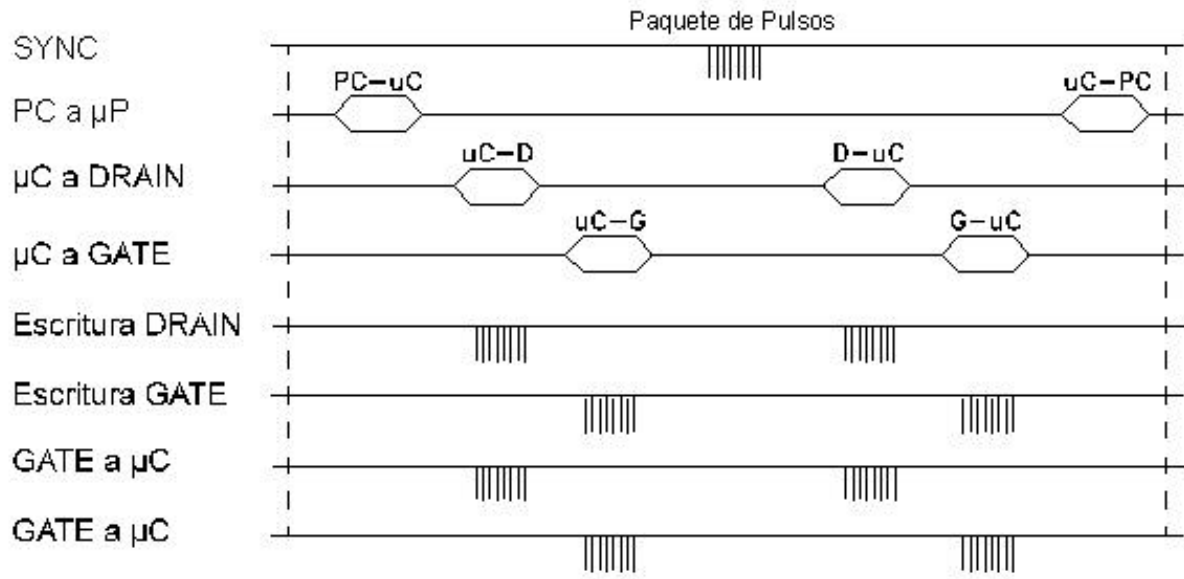 Paquete de Pulsos
SYNC
PC-uC uC-PC
PC a µP
uC-D D-uC
µC a DRAIN
uC-G G-uC
µC a GATE
Escritura DRAIN
Escritura GATE
GATE a µC
GATE a µC